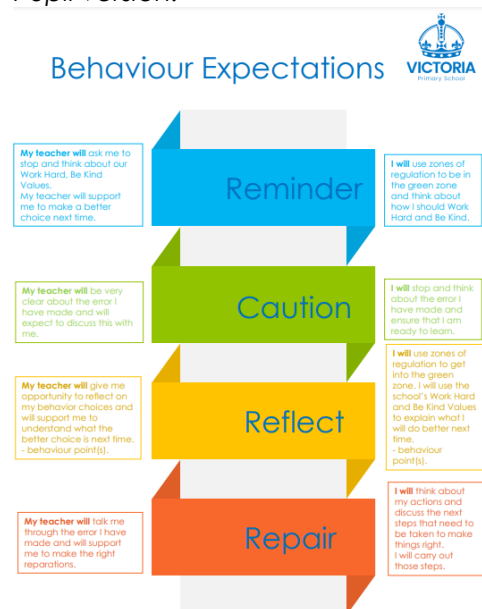 Pupil version:
Behaviour Expectations
VICTORIA
Primary School
My teacher will ask me to
stop and think about our
Work Hard, Be Kind
Values.
My teacher will support
me to make a better
choice next time.
Reminder
I will use zones of
regulation to be in
the green zone
and think about
how I should Work
Hard and Be Kind.
My teacher will be very
clear about the error I
have made and will
expect to discuss this with
me.
Caution
I will stop and think
about the error I
have made and
ensure that I am
ready to learn.
My teacher will give me
opportunity to reflect on
my behavior choices and
will support me to
understand what the
better choice is next time.
- behaviour point(s).
Reflect
I will use zones of
regulation to get
into the green
zone. I will use the
school's Work Hard
and Be Kind Values
to explain what I
will do better next
time.
- behaviour
point(s).
My teacher will talk me
through the error I have
made and will support
me to make the right
reparations.
Repair
I will think about
my actions and
discuss the next
steps that need to
be taken to make
things right.
I will carry out
those steps.